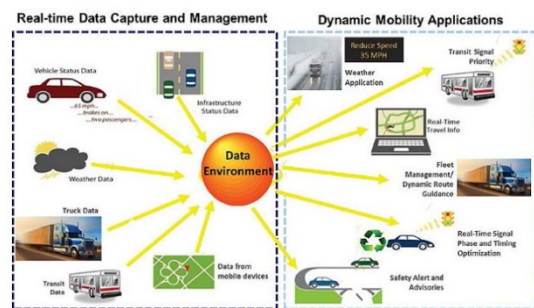 Real-time Data Capture and Management
Dynamic Mobility Applications
Vehicle Status Data
...65 mph...
...brakes on...
...two passengers...
Infrastructure
Status Data
Weather Data
Truck Data
Transit
Data
Data from
mobile devices
Data
Environment
Reduce Speed
35 MPH
Weather
Application
Transit Signal
Priority
Real-Time
Travel Info
Fleet
Management/
Dynamic Route
Guidance
Real-Time Signal
Phase and Timing
Optimization
Safety Alert and
Advisories